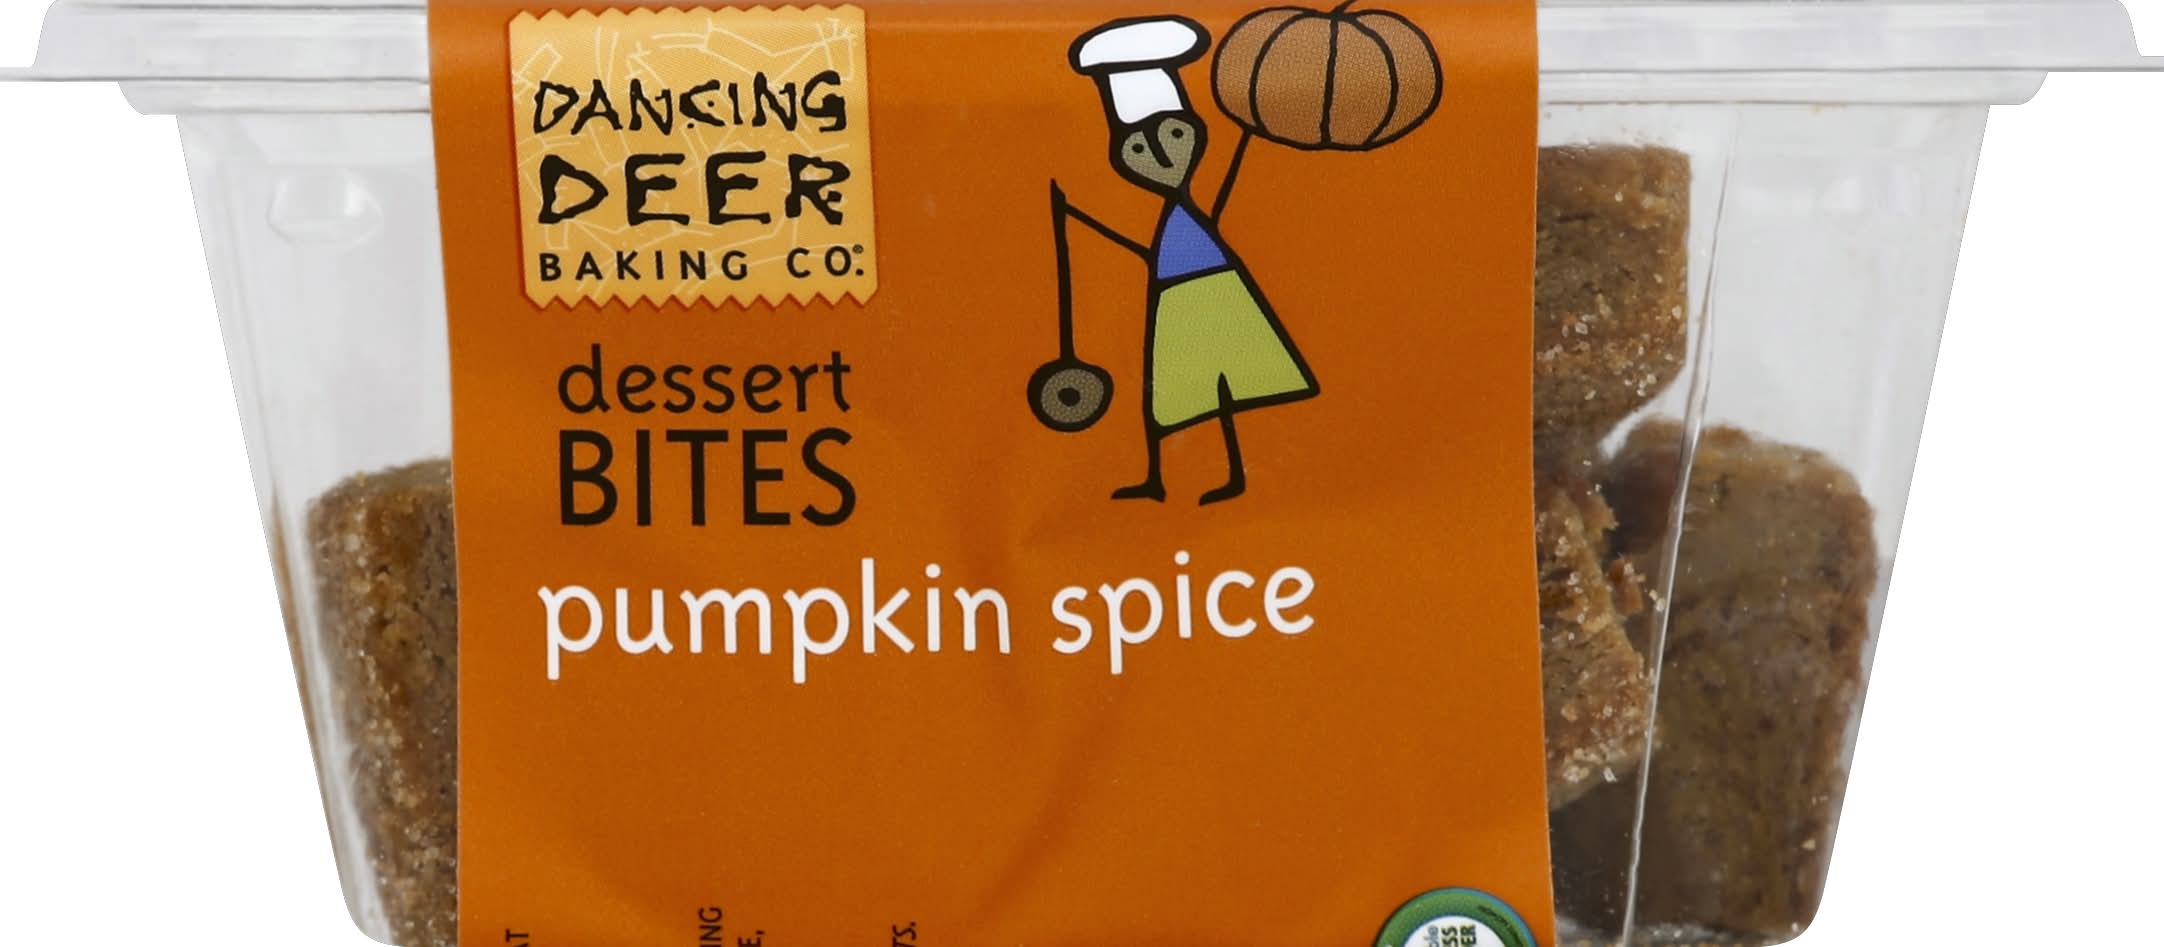 DANCING
DEER
BAKING CO.®
dessert
BITES
pumpkin spice